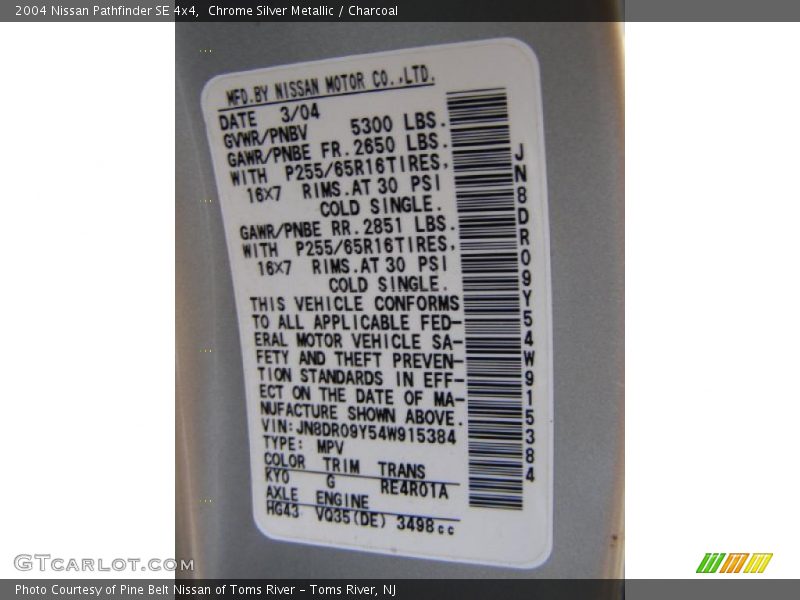 2004 Nissan Pathfinder SE 4x4,  Chrome Silver Metallic / Charcoal
MFD.BY NISSAN MOTOR CO.,LTD.
DATE 3/04
GVWR/PNBV 5300 LBS.
GAWR/PNBE FR. 2650 LBS.
WITH P255/65R16TIRES,
16X7 RIMS.AT 30 PSI
COLD SINGLE.
GAWR/PNBE RR. 2851 LBS.
WITH P255/65R16TIRES,
16X7 RIMS.AT 30 PSI
COLD SINGLE.
THIS VEHICLE CONFORMS
TO ALL APPLICABLE FED-
ERAL MOTOR VEHICLE SA-
FETY AND THEFT PREVEN-
TION STANDARDS IN EFF-
ECT ON THE DATE OF MA-
NUFACTURE SHOWN ABOVE.
VIN:JN8DR09Y54W915384
TYPE: MPV
COLOR TRIM TRANS
KY0 G RE4R01A
AXLE ENGINE
HG43 VQ35(DE) 3498cc
JN8DR09Y54W915384
GTcarlot.com
Photo Courtesy of Pine Belt Nissan of Toms River – Toms River, NJ